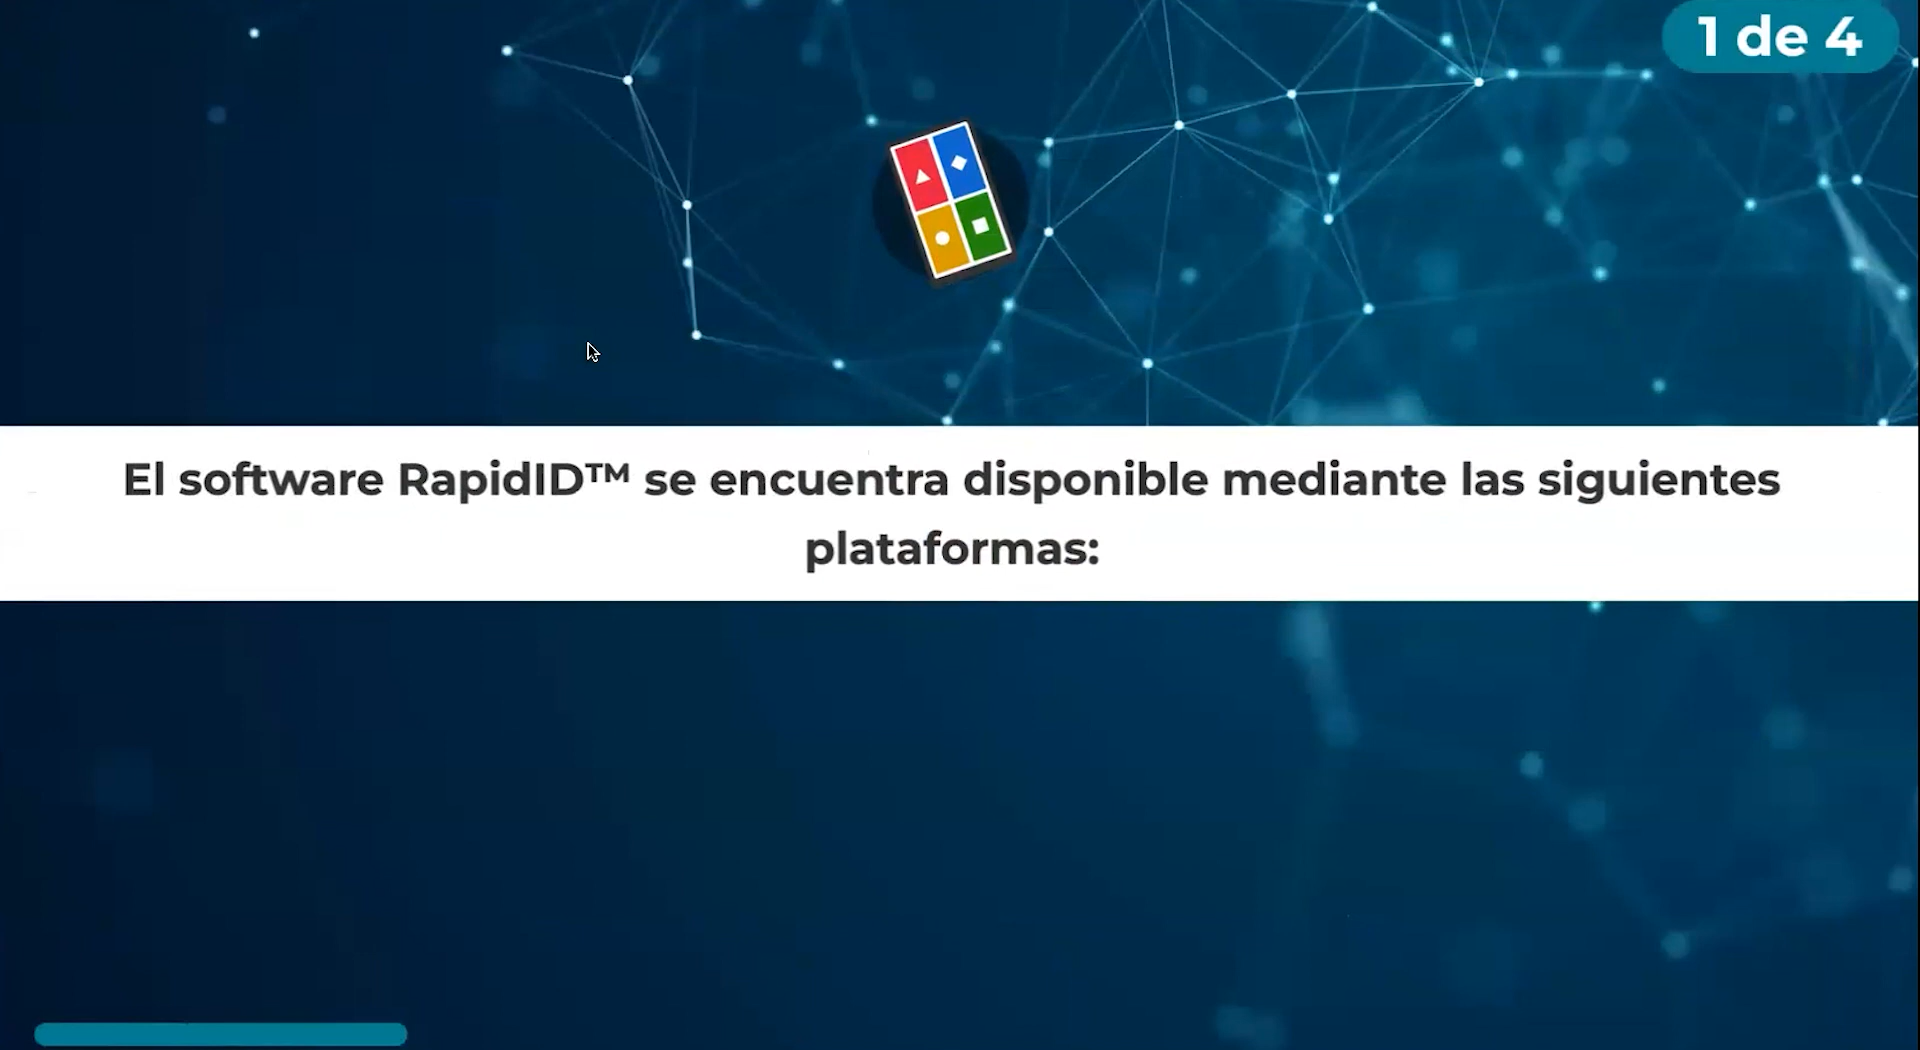 1 de 4
El software RapidID™ se encuentra disponible mediante las siguientes
plataformas: